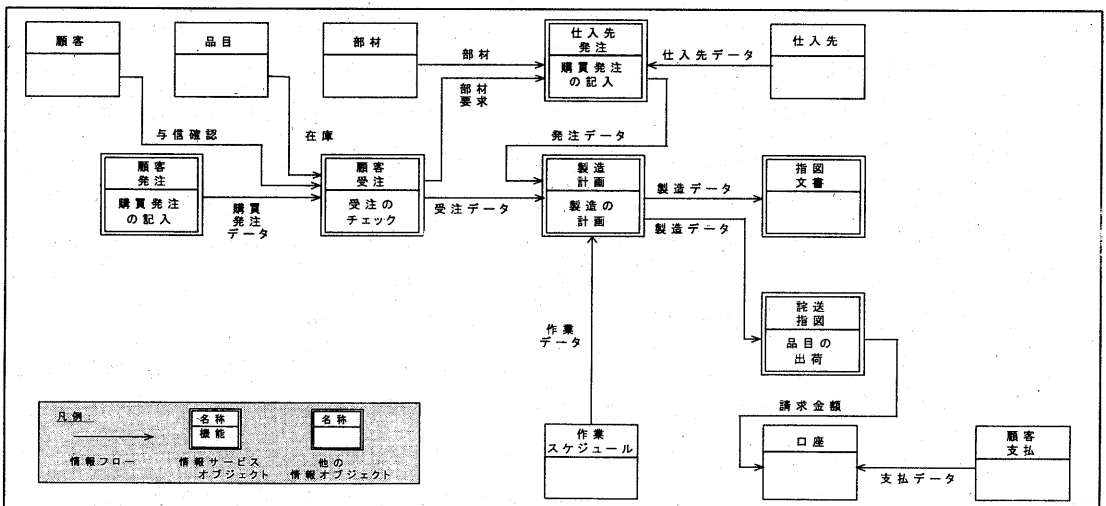 顧客
品目
部材
仕入先
発注
購買発注
の記入
仕入先
部材
仕入先データ
部材
要求
与信確認
在庫
発注データ
顧客
発注
購買発注
の記入
購買
発注
データ
顧客
受注
受注の
チェック
受注データ
製造
計画
製造の
計画
製造データ
製造データ
指図
文書
作業
データ
詫送
指図
品目の
出荷
請求金額
凡例:
名称
機能
名称
情報フロー
情報サービス
オブジェクト
他の
情報オブジェクト
作業
スケジュール
口座
支払データ
顧客
支払